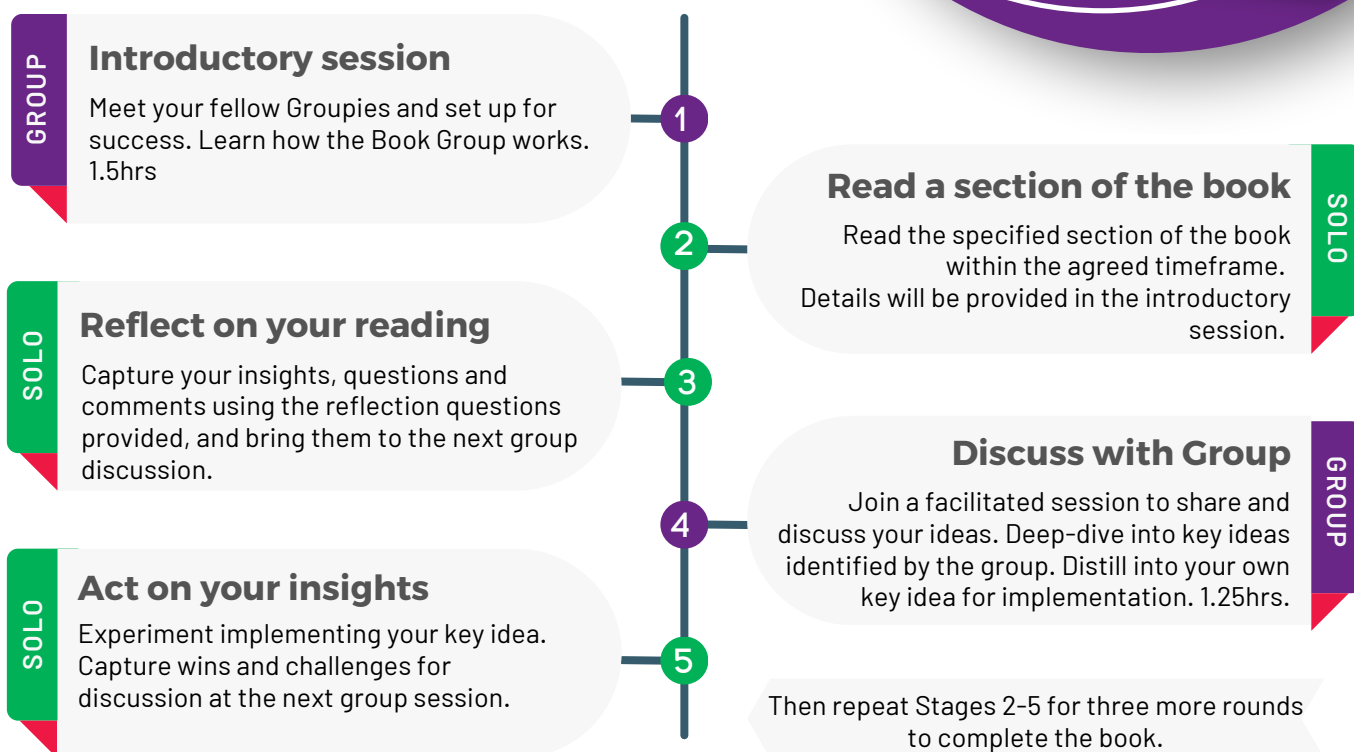 GROUP
Introductory session
Meet your fellow Groupies and set up for
success. Learn how the Book Group works.
1.5hrs
1
SOLO
Read a section of the book
Read the specified section of the book
within the agreed timeframe.
Details will be provided in the introductory
session.
2
SOLO
Reflect on your reading
Capture your insights, questions and
comments using the reflection questions
provided, and bring them to the next group
discussion.
3
GROUP
Discuss with Group
Join a facilitated session to share and
discuss your ideas. Deep-dive into key ideas
identified by the group. Distill into your own
key idea for implementation. 1.25hrs.
4
SOLO
Act on your insights
Experiment implementing your key idea.
Capture wins and challenges for
discussion at the next group session.
5
Then repeat Stages 2-5 for three more rounds
to complete the book.